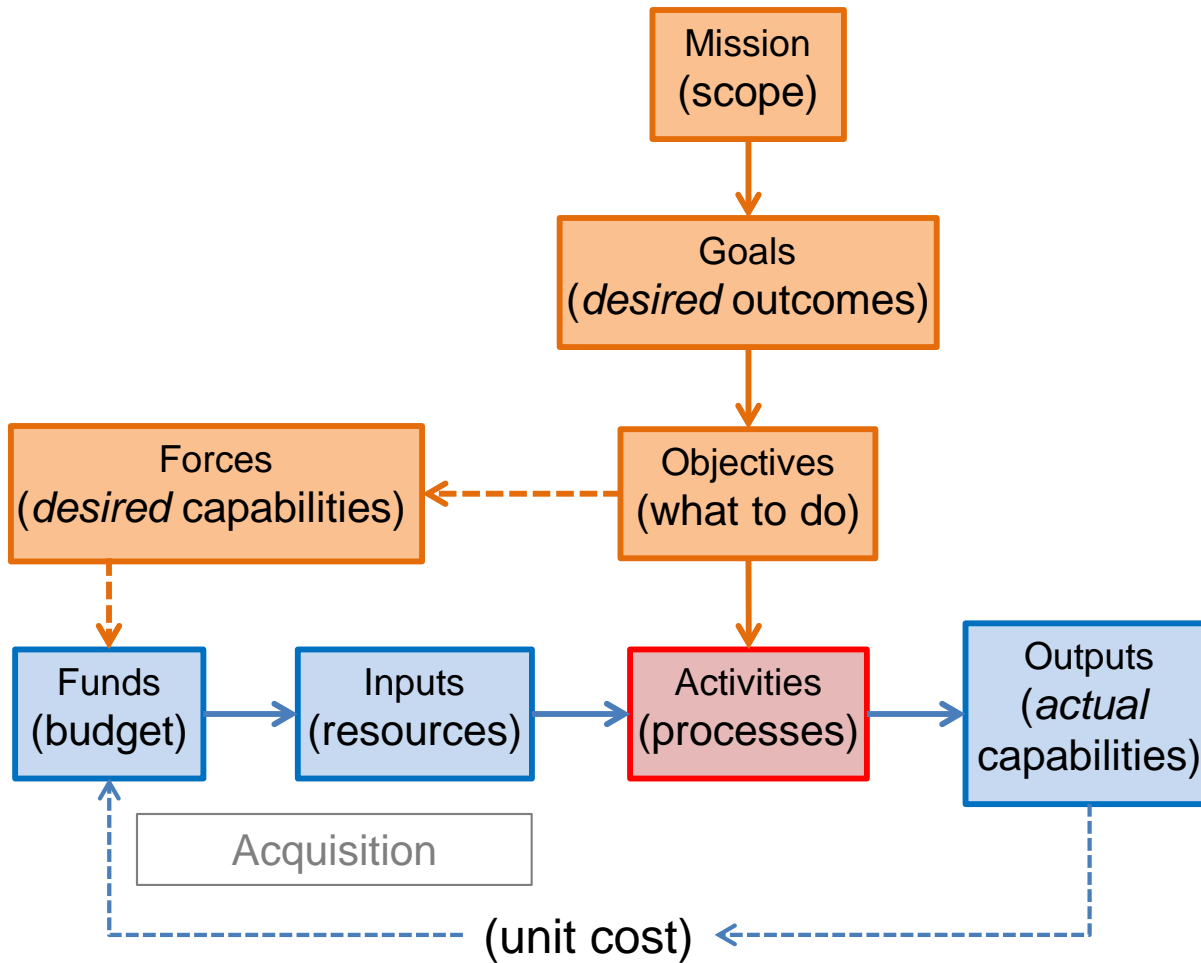 Mission
(scope)
Goals
(desired outcomes)
Forces
(desired capabilities)
Objectives
(what to do)
Funds
(budget)
Inputs
(resources)
Activities
(processes)
Outputs
(actual
capabilities)
Acquisition
(unit cost)